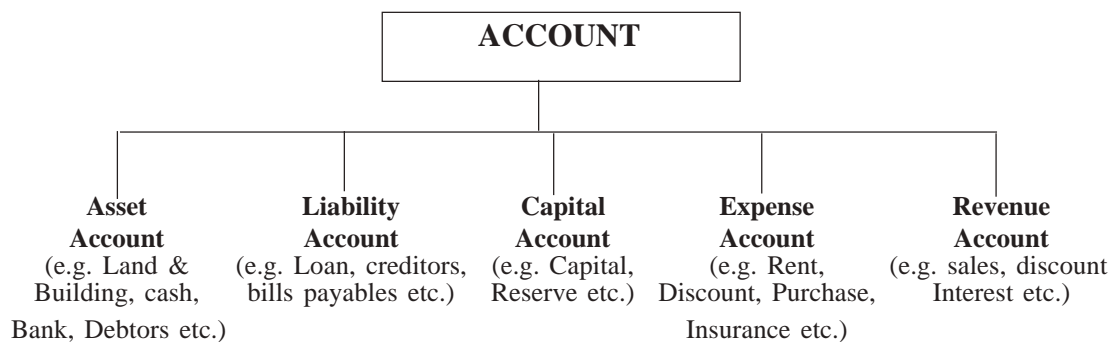 ACCOUNT
Asset
Account
(e.g. Land &
Building, cash,
Bank, Debtors etc.)
Liability
Account
(e.g. Loan, creditors,
bills payables etc.)
Capital
Account
(e.g. Capital,
Reserve etc.)
Expense
Account
(e.g. Rent,
Discount, Purchase,
Insurance etc.)
Revenue
Account
(e.g. sales, discount
Interest etc.)